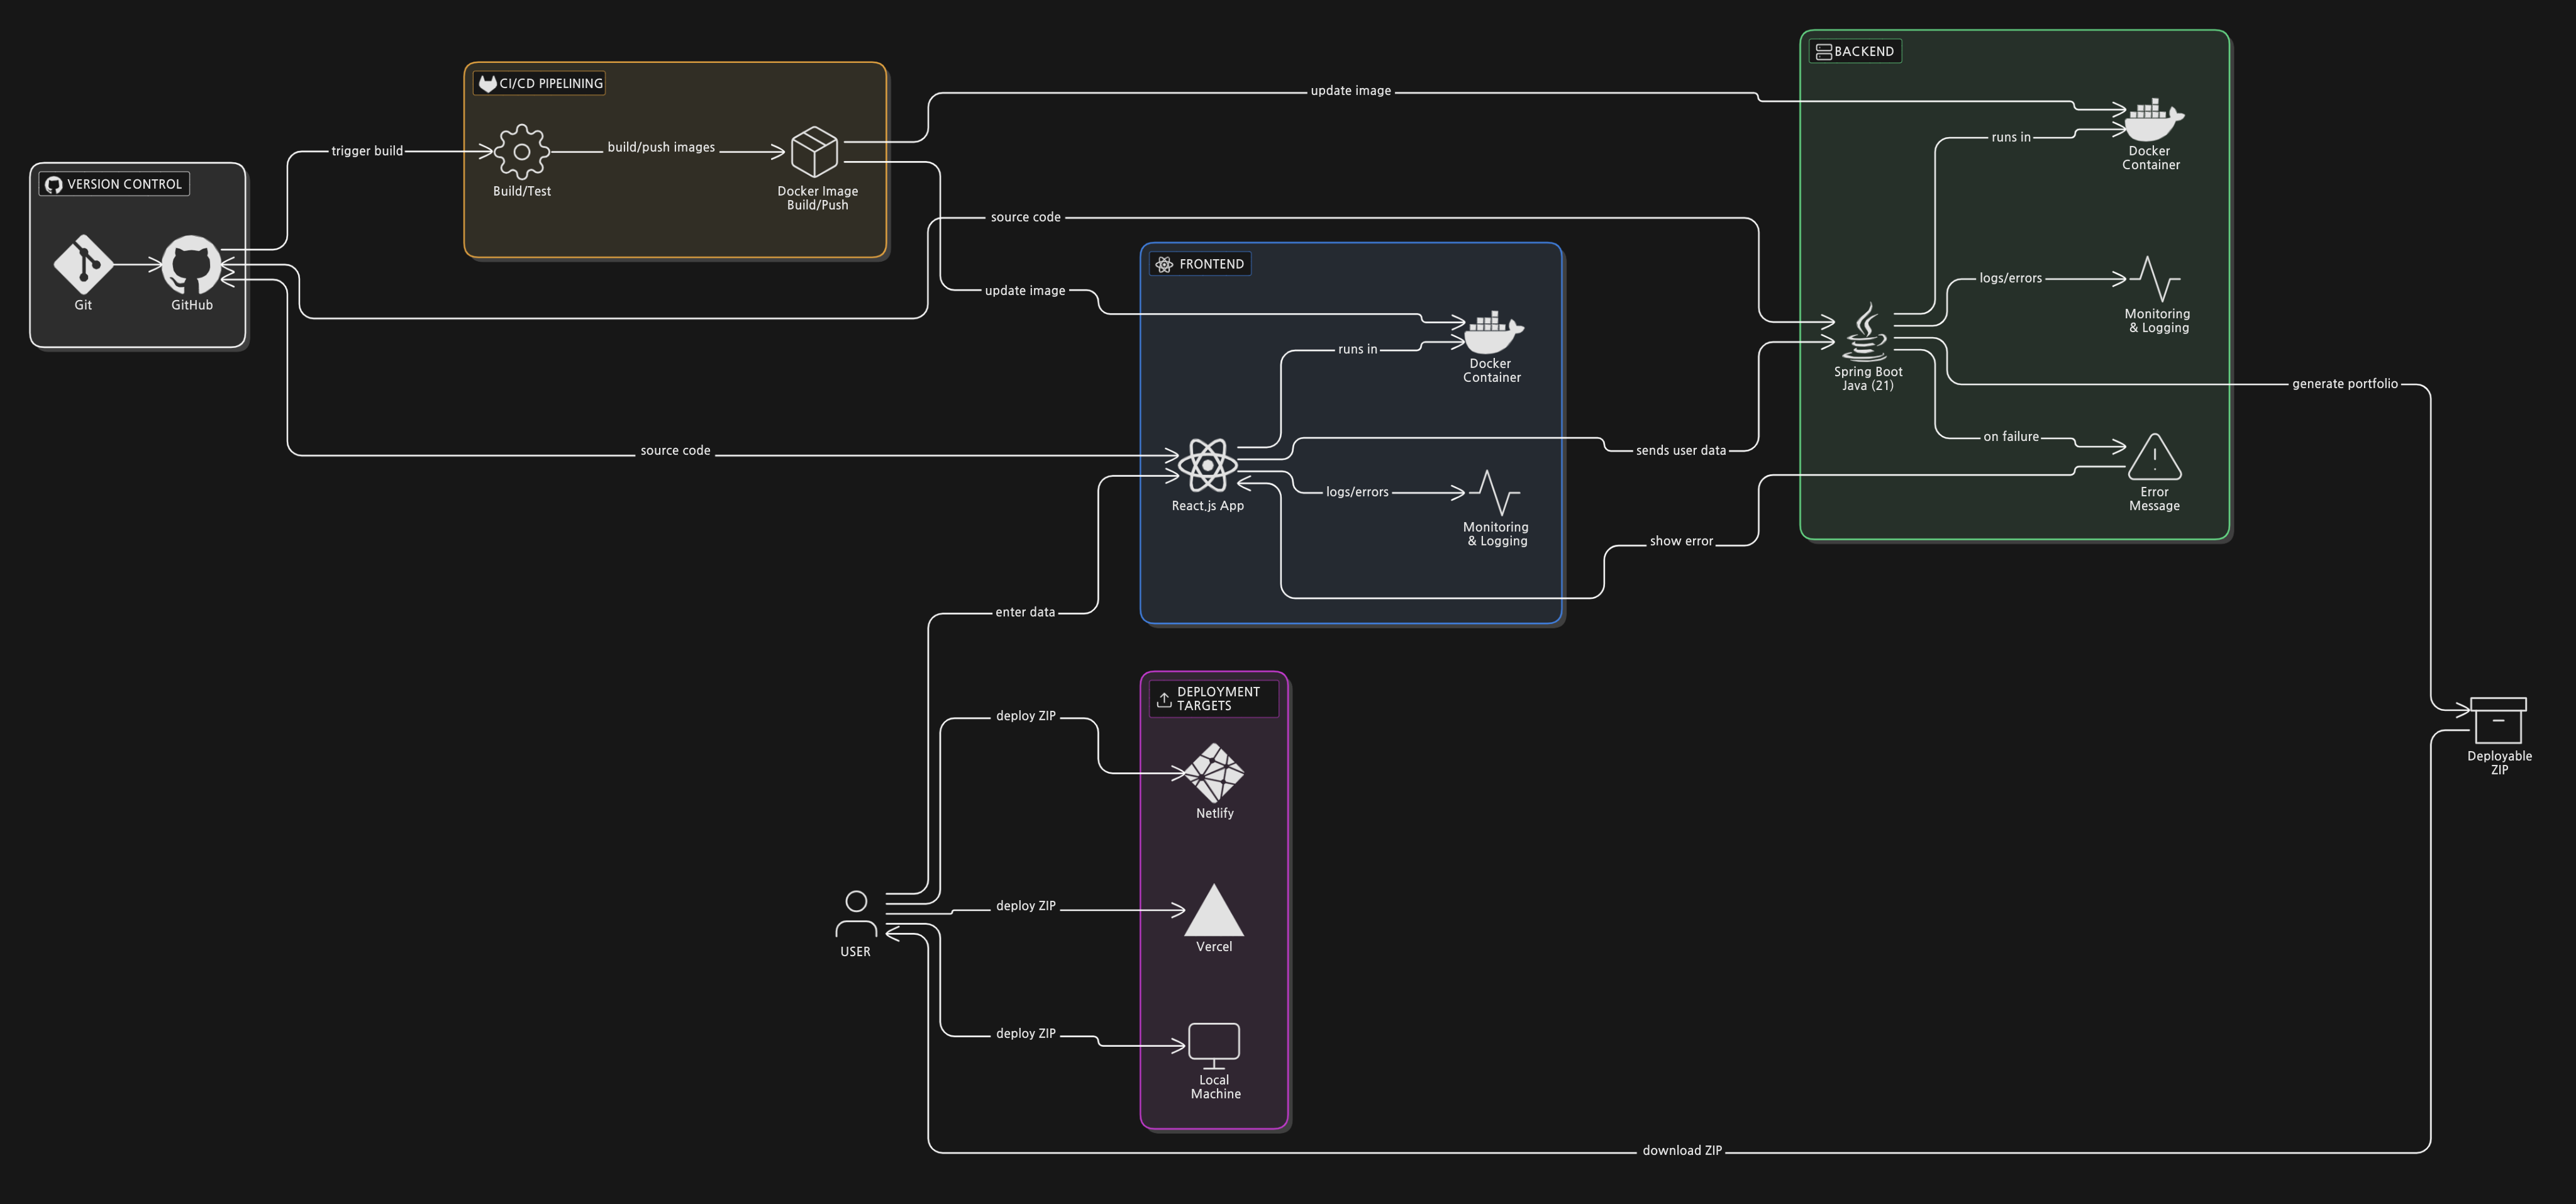 BACKEND
CI/CD PIPELINING
update image
Docker
Container
runs in
trigger build
build/push images
Build/Test
Docker Image
Build/Push
VERSION CONTROL
Git
GitHub
source code
FRONTEND
update image
logs/errors
Monitoring
& Logging
runs in
Docker
Container
Spring Boot
Java (21)
generate portfolio
on failure
source code
sends user data
React.js App
logs/errors
Monitoring
& Logging
Error
Message
show error
enter data
DEPLOYMENT
TARGETS
deploy ZIP
Netlify
Deployable
ZIP
deploy ZIP
Vercel
USER
deploy ZIP
Local
Machine
download ZIP